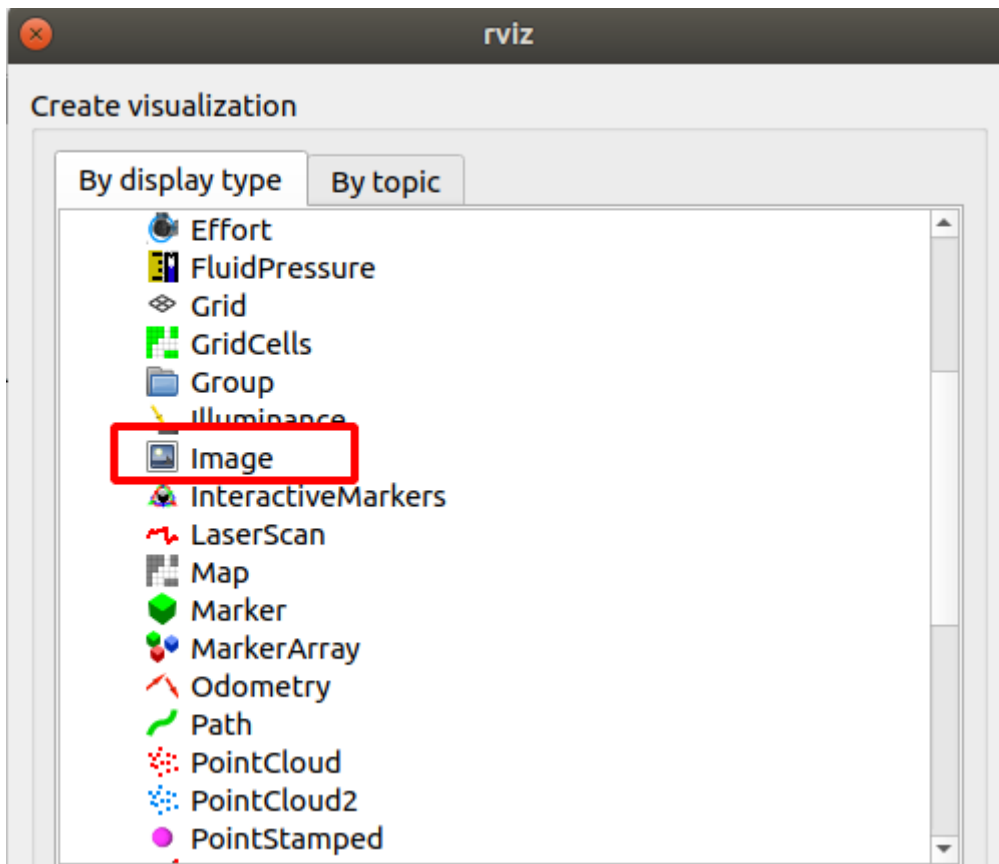 rviz
Create visualization
By display type By topic
Effort
FluidPressure
Grid
GridCells
Group
Illuminance
Image
InteractiveMarkers
LaserScan
Map
Marker
MarkerArray
Odometry
Path
PointCloud
PointCloud2
PointStamped